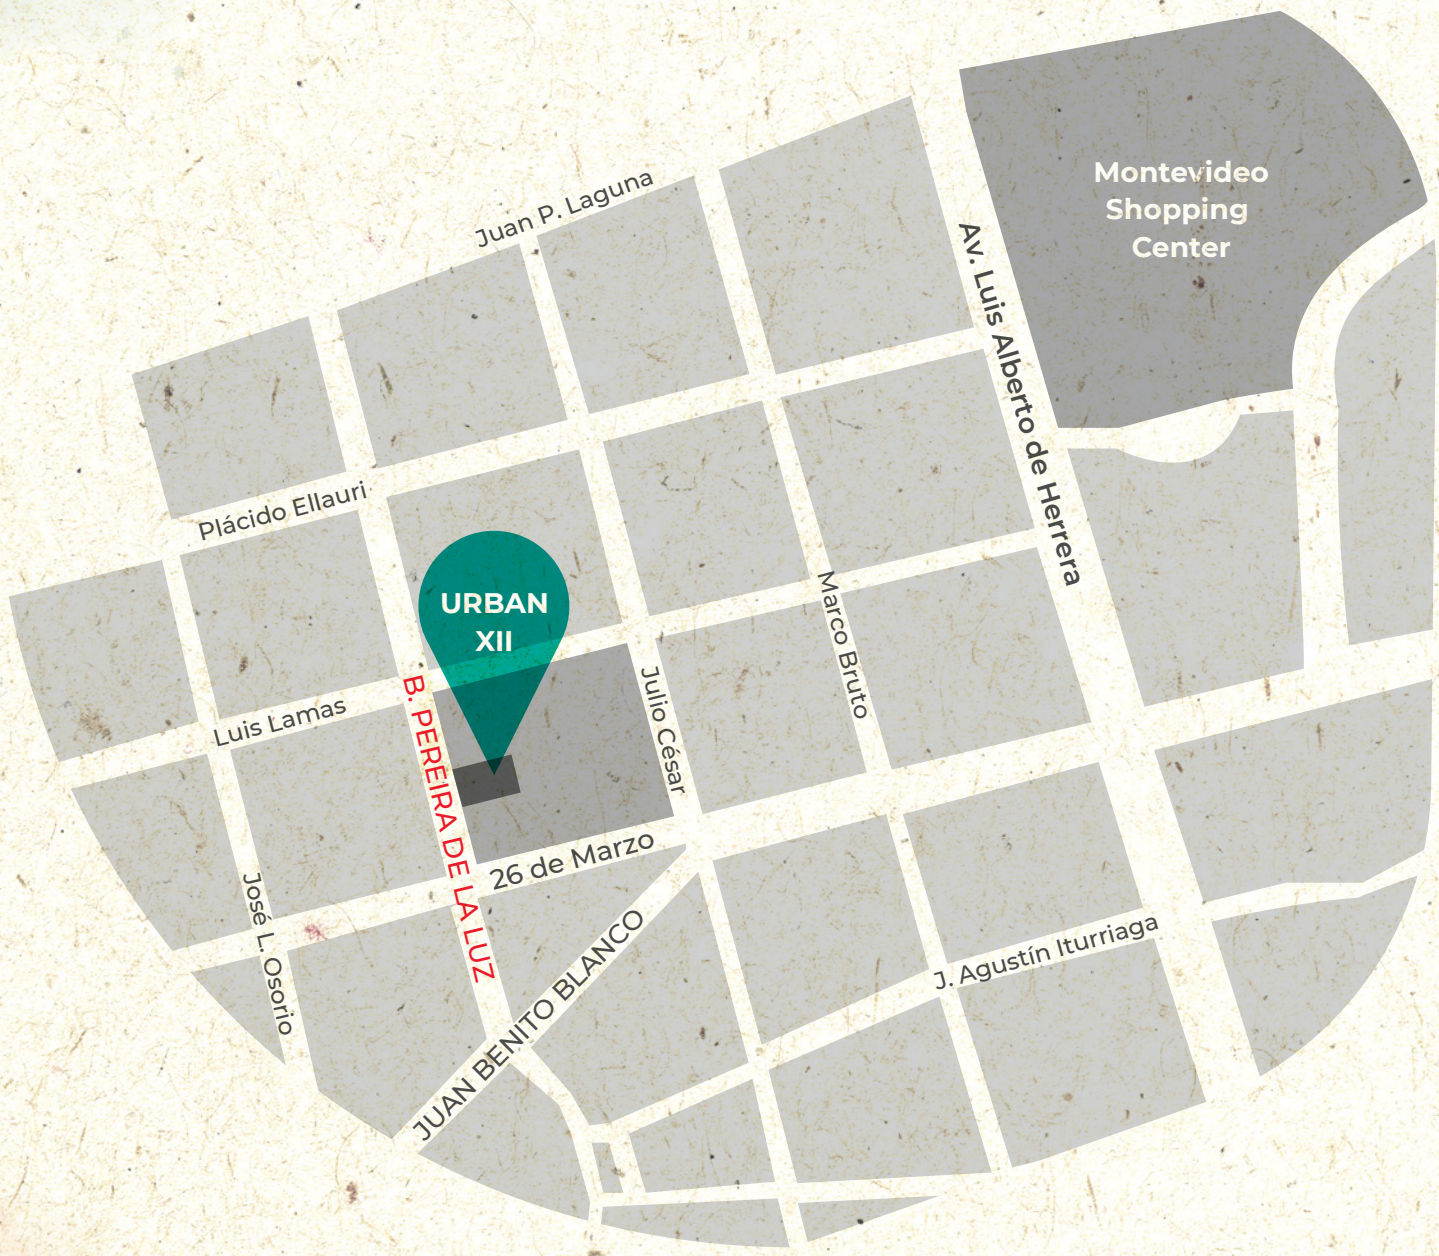 Montevideo
Shopping
Center
Juan P. Laguna
Av. Luis Alberto de Herrera
Plácido Ellauri
URBAN
XII
Marco Bruto
Luis Lamas
B. PEREIRA DE LA LUZ
Julio César
26 de Marzo
José L. Osorio
JUAN BENITO BLANCO
J. Agustín Iturriaga